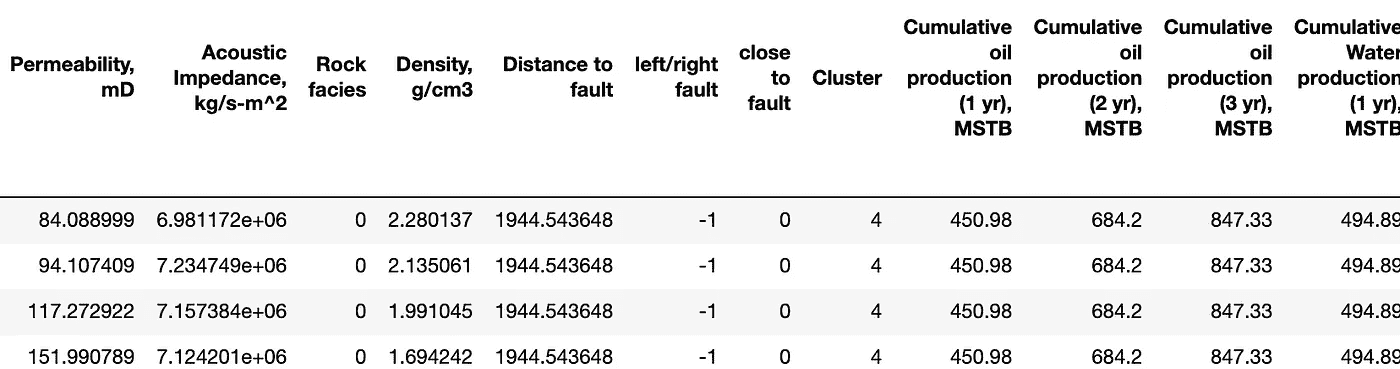 Permeability, mD Acoustic Impedance, kg/s-m^2 Rock facies Density, g/cm3 Distance to fault left/right fault close to fault Cluster Cumulative oil production (1 yr), MSTB Cumulative oil production (2 yr), MSTB Cumulative oil production (3 yr), MSTB Cumulative Water production (1 yr), MSTB
84.088999 6.981172e+06 0 2.280137 1944.543648 -1 0 4 450.98 684.2 847.33 494.89
94.107409 7.234749e+06 0 2.135061 1944.543648 -1 0 4 450.98 684.2 847.33 494.89
117.272922 7.157384e+06 0 1.991045 1944.543648 -1 0 4 450.98 684.2 847.33 494.89
151.990789 7.124201e+06 0 1.694242 1944.543648 -1 0 4 450.98 684.2 847.33 494.89